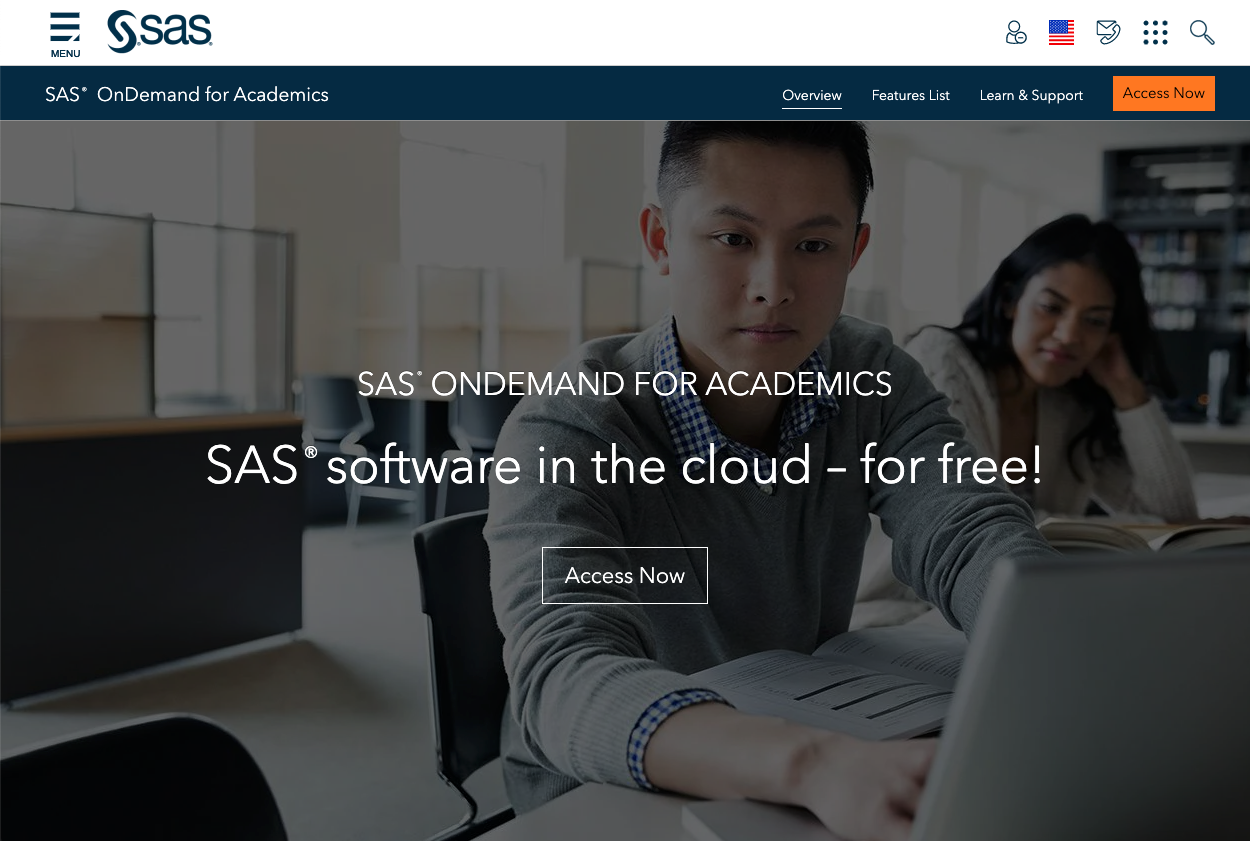 MENU
sas
SAS® OnDemand for Academics
Overview
Features List
Learn & Support
Access Now
SAS® ONDEMAND FOR ACADEMICS
SAS® software in the cloud – for free!
Access Now